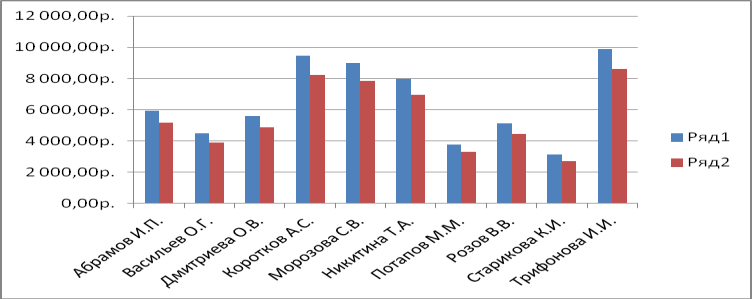 12 000,00р.
10 000,00р.
8 000,00р.
6 000,00р.
4 000,00р.
2 000,00р.
0,00р.
Абрамов И.П.
Васильев О.Г.
Дмитриева О.В.
Коротков А.С.
Морозова С.В.
Никитина Т.А.
Потапов М.М.
Розов В.В.
Старикова К.И.
Трифонова И.И.
Ряд1
Ряд2